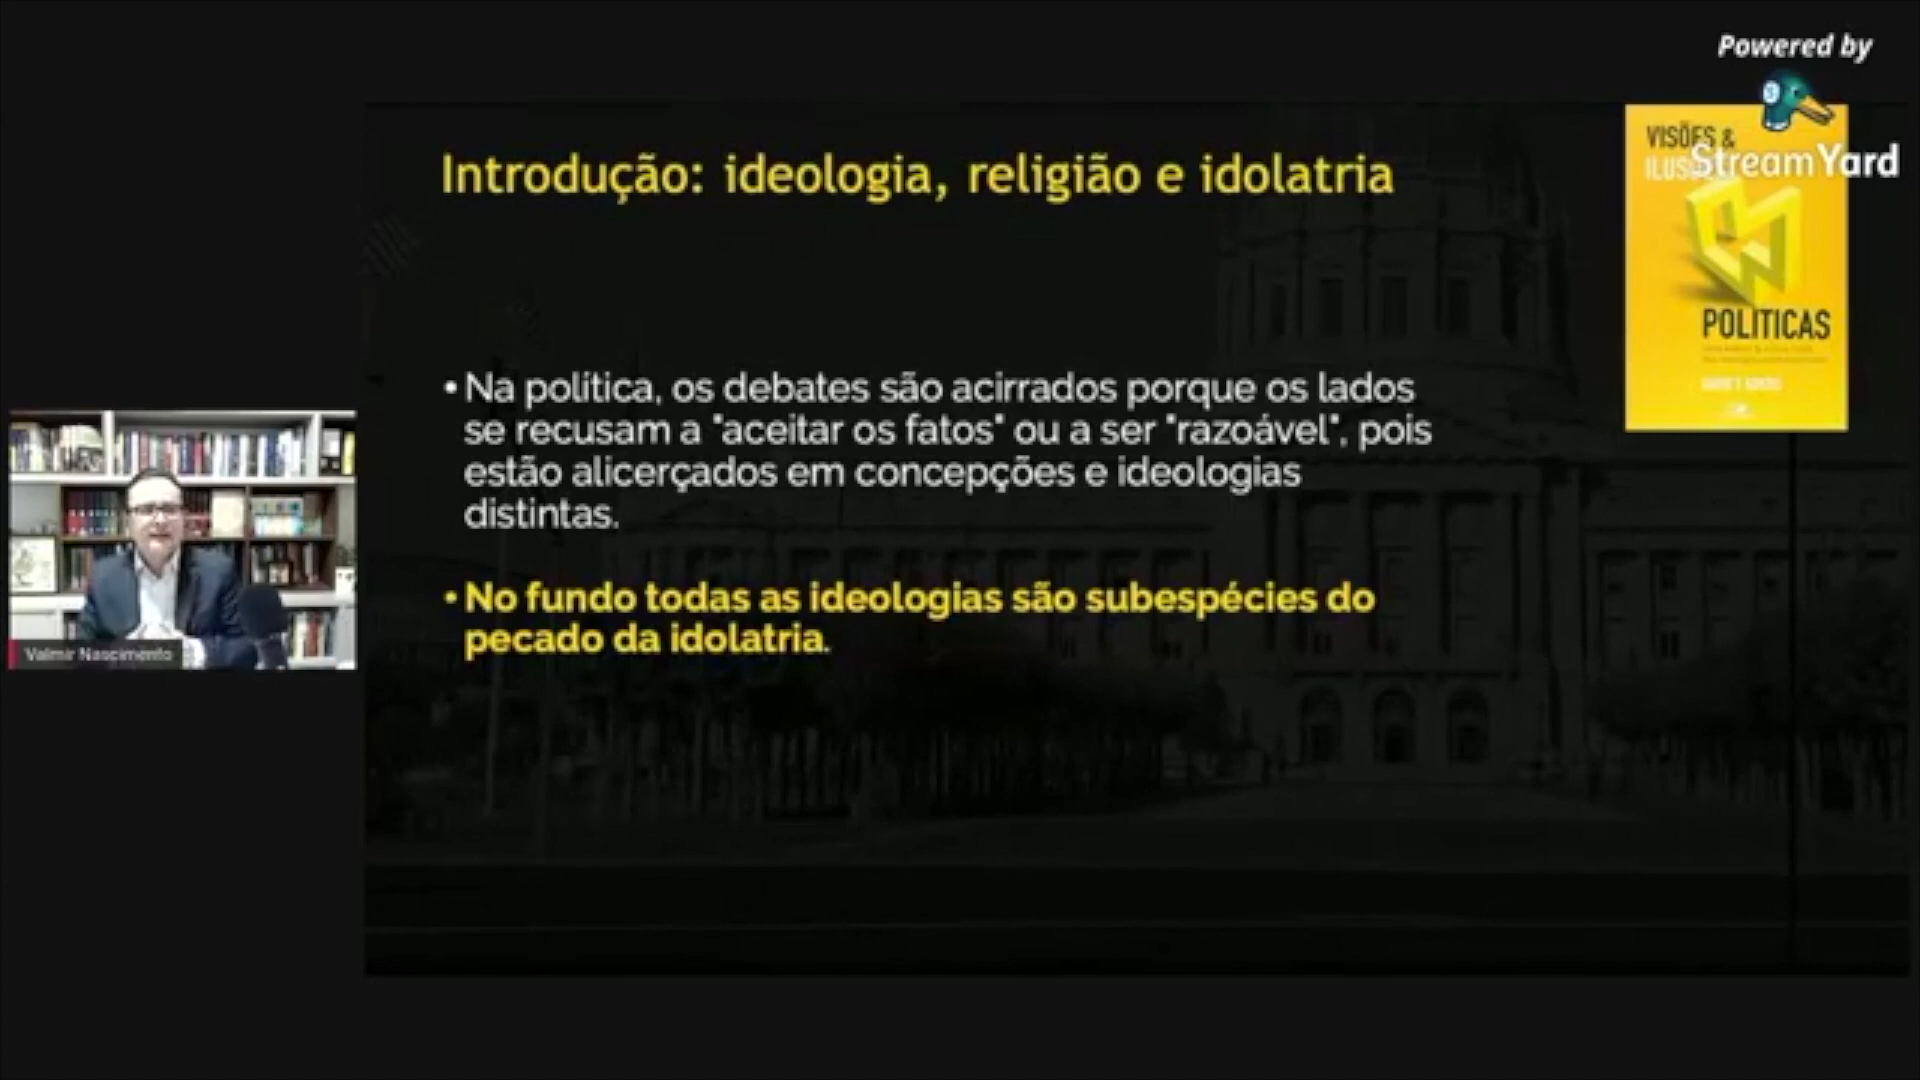 Powered by
StreamYard
Introdução: ideologia, religião e idolatria
VISÕES &
POLÍTICAS
• Na política, os debates são acirrados porque os lados
se recusam a "aceitar os fatos" ou a ser "razoável", pois
estão alicerçados em concepções e ideologias
distintas.
• No fundo todas as ideologias são subespécies do
pecado da idolatria.
Valmir Nascimento